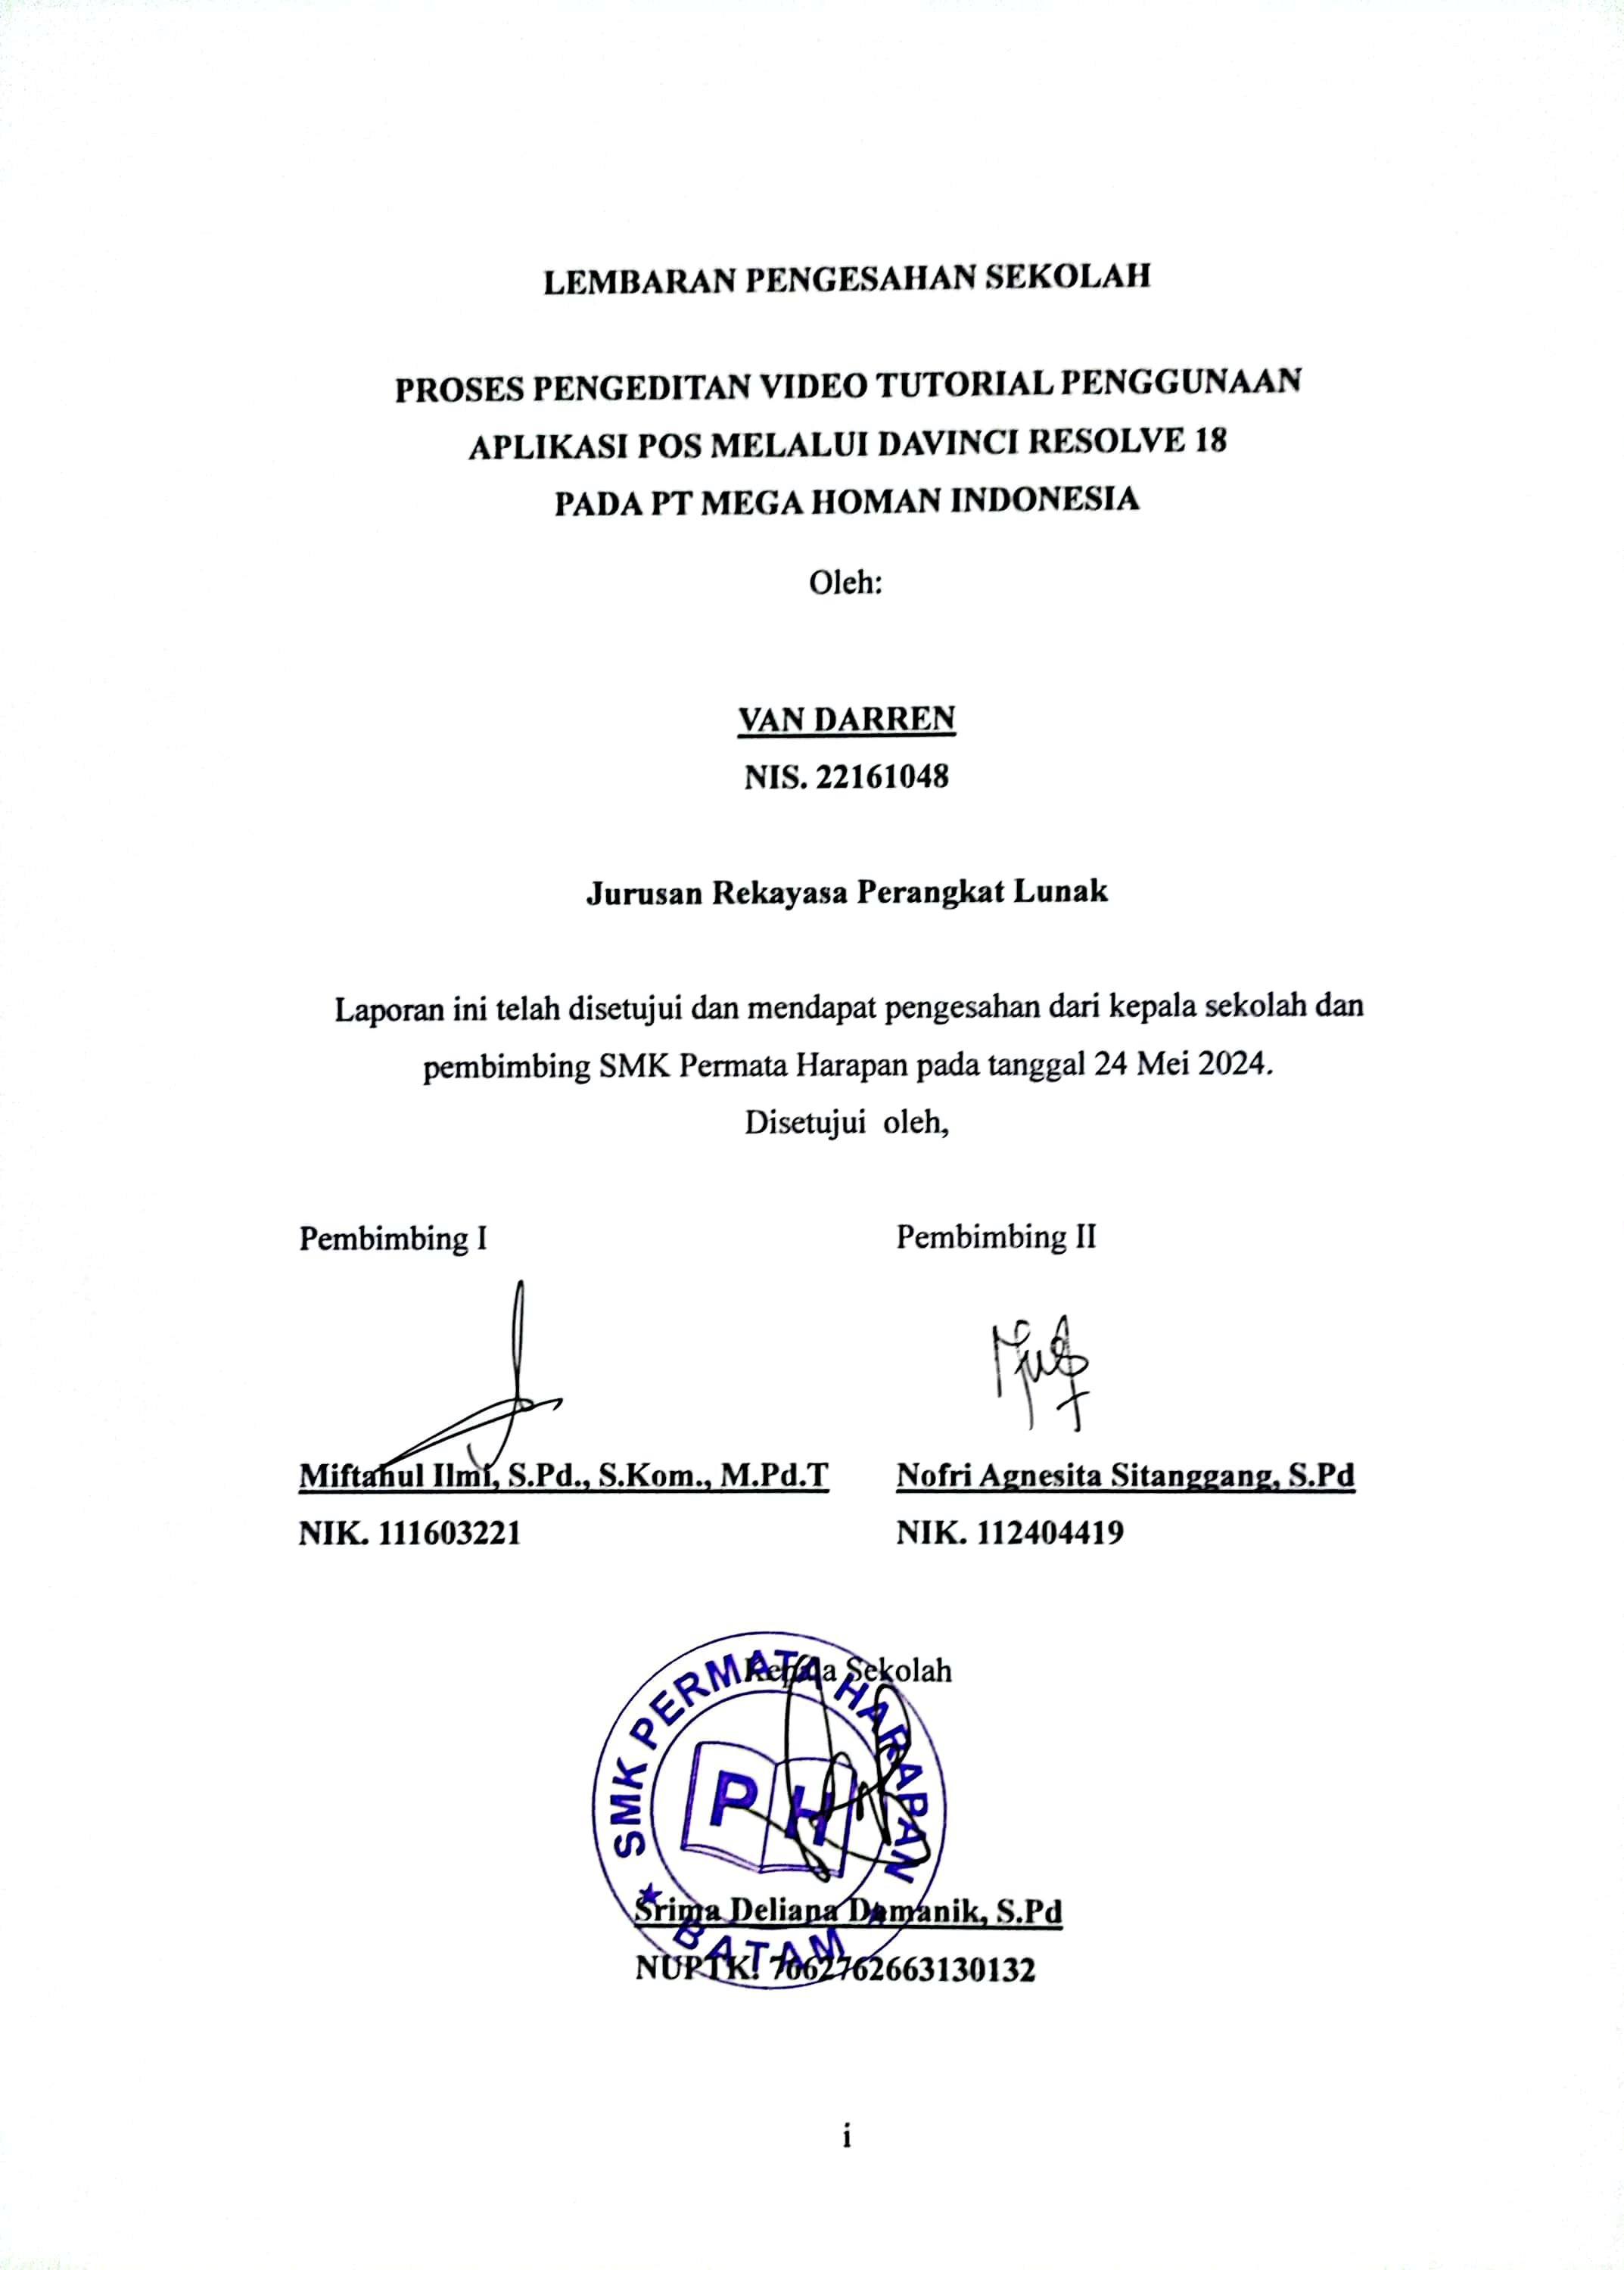 LEMBARAN PENGESAHAN SEKOLAH
PROSES PENGEDITAN VIDEO TUTORIAL PENGGUNAAN
APLIKASI POS MELALUI DAVINCI RESOLVE 18
PADA PT MEGA HOMAN INDONESIA
Oleh:
VAN DARREN
NIS. 22161048
Jurusan Rekayasa Perangkat Lunak
Laporan ini telah disetujui dan mendapat pengesahan dari kepala sekolah dan
pembimbing SMK Permata Harapan pada tanggal 24 Mei 2024.
Disetujui oleh,
Pembimbing I
Pembimbing II
Miftahul Ilmi, S.Pd., S.Kom., M.Pd.T
Nofri Agnesita Sitanggang, S.Pd
NIK. 111603221
NIK. 112404419
Kepala Sekolah
SMK PERMATA HARAPAN
P H
BATAM
Srima Deliana Damanik, S.Pd
NUPTK. 7062762663130132
i